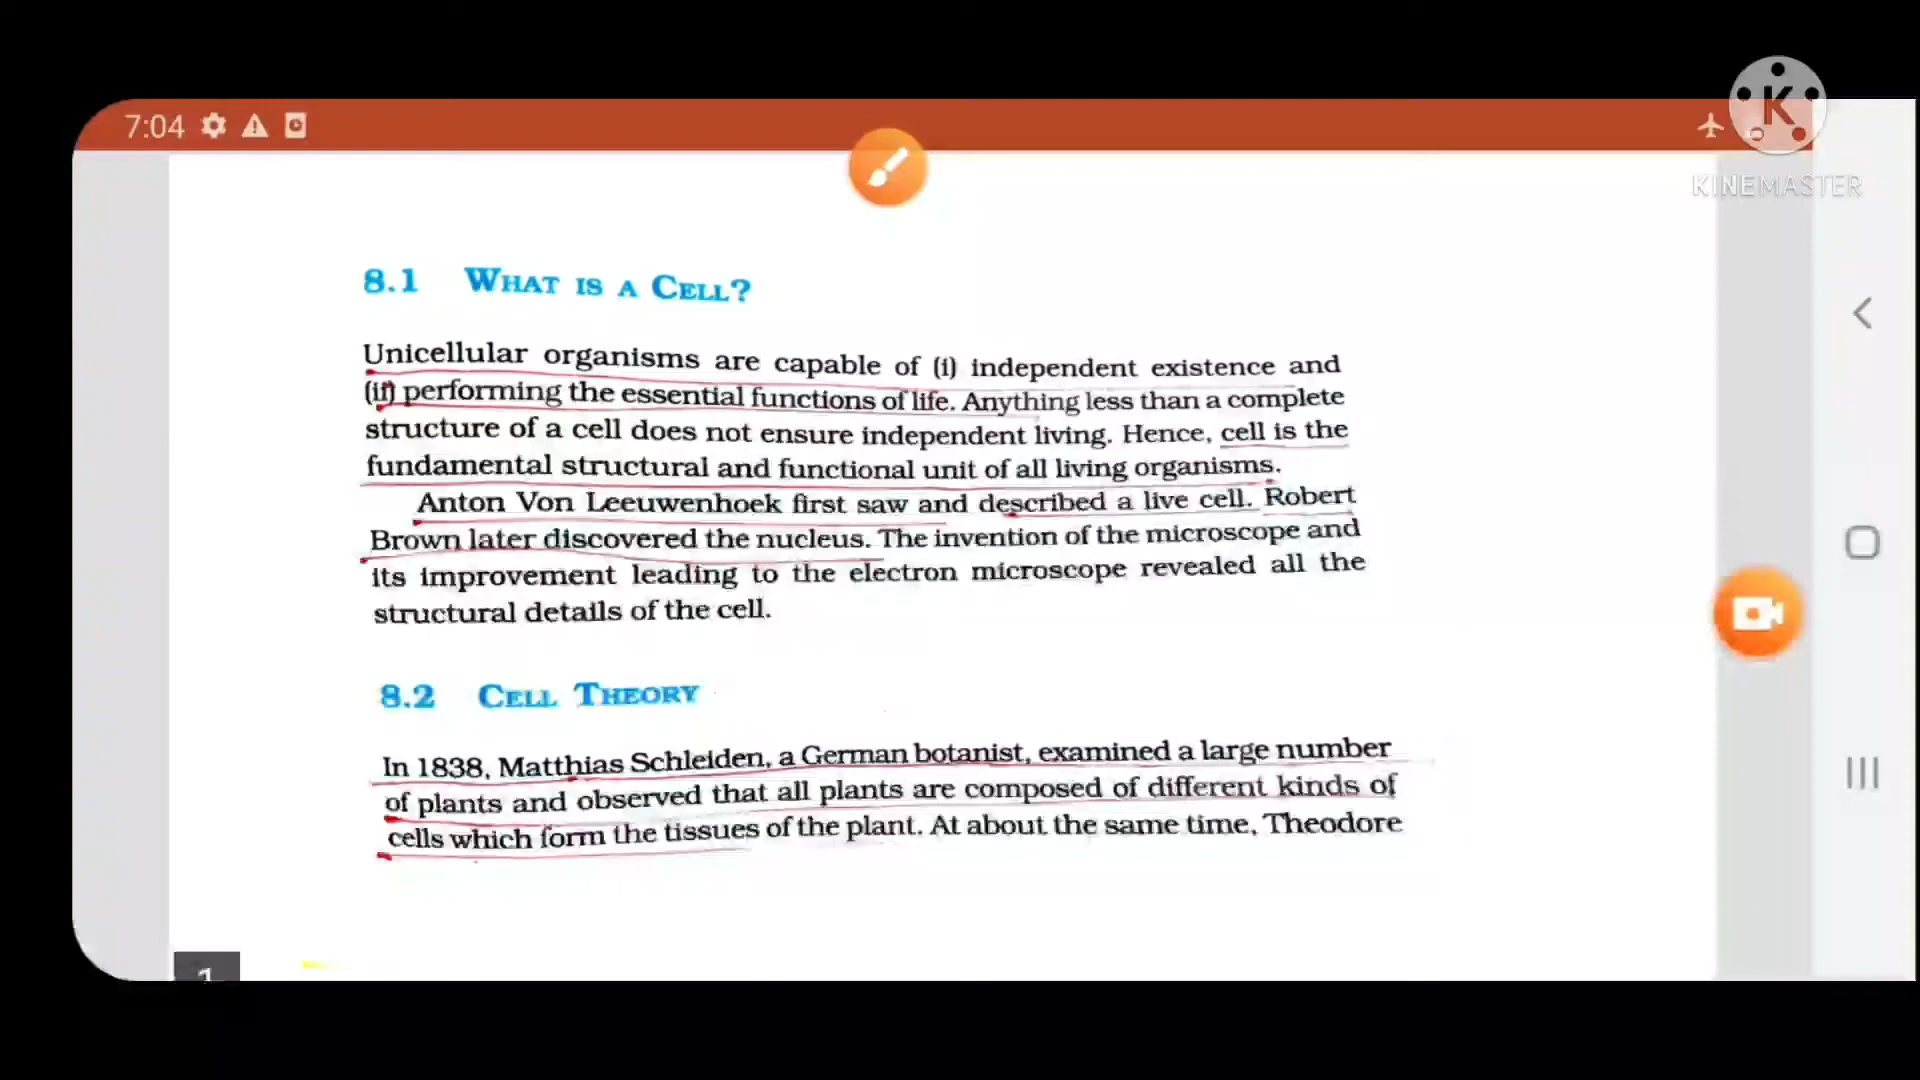 7:04
K
KINEMASTER
8.1 WHAT IS A CELL?
Unicellular organisms are capable of (i) independent existence and
(ii) performing the essential functions of life. Anything less than a complete
structure of a cell does not ensure independent living. Hence, cell is the
fundamental structural and functional unit of all living organisms.
Anton Von Leeuwenhoek first saw and described a live cell. Robert
Brown later discovered the nucleus. The invention of the microscope and
its improvement leading to the electron microscope revealed all the
structural details of the cell.
8.2 CELL THEORY
In 1838, Matthias Schleiden, a German botanist, examined a large number
of plants and observed that all plants are composed of different kinds of
cells which form the tissues of the plant. At about the same time, Theodore
1